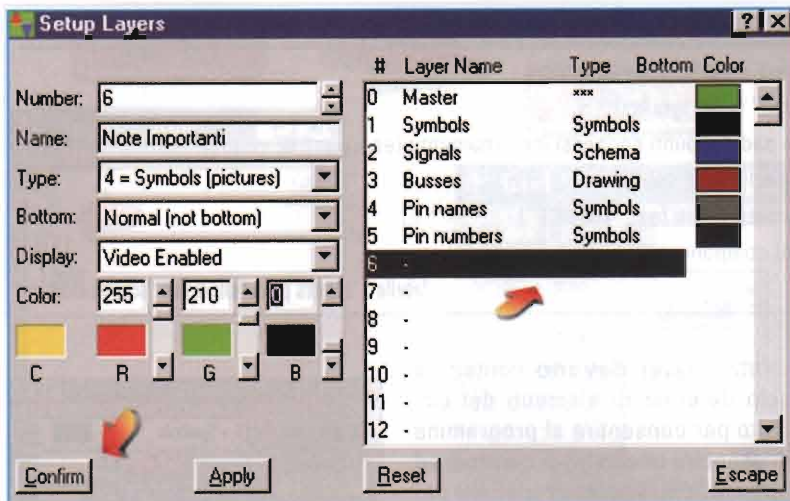 Setup Layers
Number: 6
Name: Note Importanti
Type: 4 = Symbols (pictures)
Bottom: Normal (not bottom)
Display: Video Enabled
Color: 255 210 0
C R G B
Confirm Apply
# Layer Name Type Bottom Color
0 Master ***
1 Symbols Symbols
2 Signals Schema
3 Busses Drawing
4 Pin names Symbols
5 Pin numbers Symbols
6 -
7 -
8 -
9 -
10 -
11 -
12 -
Reset Escape